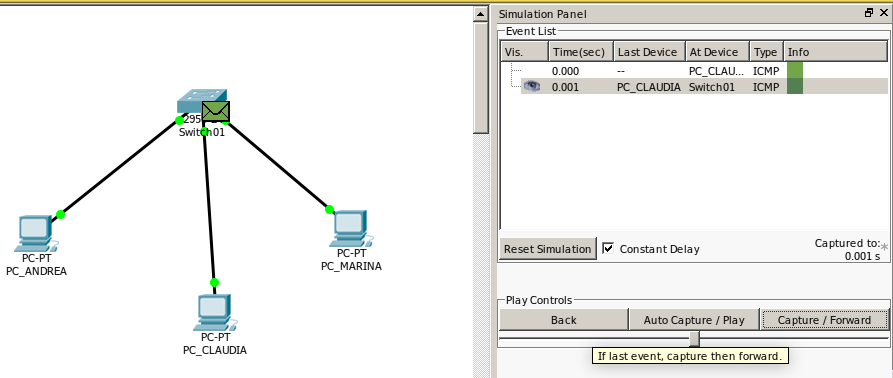 Simulation Panel
Event List
Vis. Time(sec) Last Device At Device Type Info
0.000 -- PC_CLAU... ICMP
0.001 PC_CLAUDIA Switch01 ICMP
Reset Simulation Constant Delay Captured to: *
0.001 s
Play Controls
Back Auto Capture / Play Capture / Forward
If last event, capture then forward.
295
Switch01
PC-PT
PC_ANDREA
PC-PT
PC_MARINA
PC-PT
PC_CLAUDIA